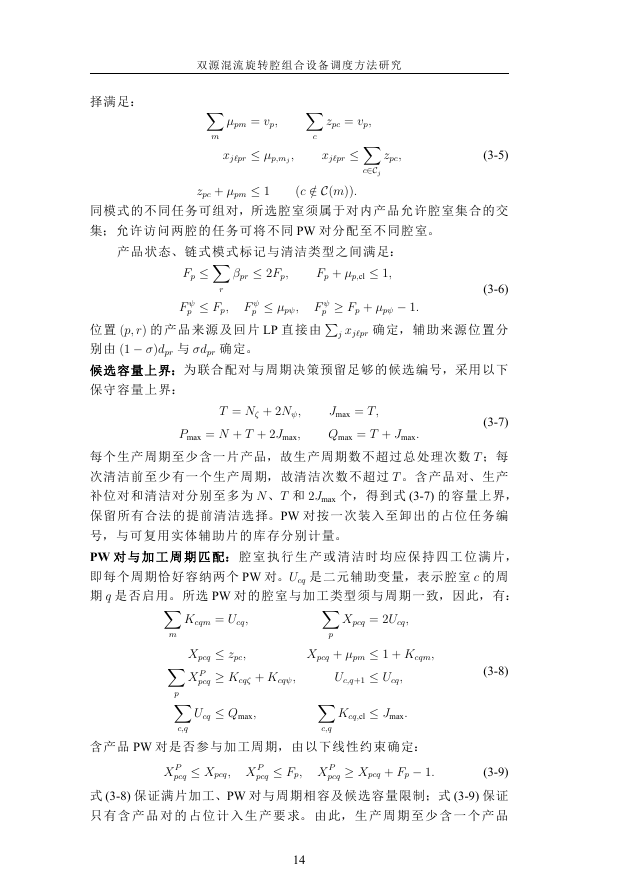 双源混流旋转腔组合设备调度方法研究
择满足：
∑_m μ_{pm} = v_p,  ∑_c z_{pc} = v_p,
x_{jℓpr} ≤ μ_{p,m_j},  x_{jℓpr} ≤ ∑_{c∈𝒞_j} z_{pc},  (3-5)
z_{pc} + μ_{pm} ≤ 1  (c ∉ 𝒞(m)).
同模式的不同任务可组对，所选腔室须属于对内产品允许腔室集合的交
集；允许访问两腔的任务可将不同 PW 对分配至不同腔室。
产品状态、链式模式标记与清洁类型之间满足：
F_p ≤ ∑_r β_{pr} ≤ 2F_p,  F_p + μ_{p,cl} ≤ 1,
(3-6)
F_p^ψ ≤ F_p,  F_p^ψ ≤ μ_{pψ},  F_p^ψ ≥ F_p + μ_{pψ} − 1.
位置 (p, r) 的产品来源及回片 LP 直接由 ∑_j x_{jℓpr} 确定，辅助来源位置分
别由 (1 − σ)d_{pr} 与 σd_{pr} 确定。
候选容量上界：为联合配对与周期决策预留足够的候选编号，采用以下
保守容量上界：
T = N_ζ + 2N_ψ,  J_max = T,
(3-7)
P_max = N + T + 2J_max,  Q_max = T + J_max.
每个生产周期至少含一片产品，故生产周期数不超过总处理次数 T；每
次清洁前至少有一个生产周期，故清洁次数不超过 T。含产品对、生产
补位对和清洁对分别至多为 N、T 和 2J_max 个，得到式 (3-7) 的容量上界，
保留所有合法的提前清洁选择。PW 对按一次装入至卸出的占位任务编
号，与可复用实体辅助片的库存分别计量。
PW 对与加工周期匹配：腔室执行生产或清洁时均应保持四工位满片，
即每个周期恰好容纳两个 PW 对。U_{cq} 是二元辅助变量，表示腔室 c 的周
期 q 是否启用。所选 PW 对的腔室与加工类型须与周期一致，因此，有：
∑_m K_{cqm} = U_{cq},  ∑_p X_{pcq} = 2U_{cq},
X_{pcq} ≤ z_{pc},  X_{pcq} + μ_{pm} ≤ 1 + K_{cqm},
∑_p X_{pcq}^P ≥ K_{cqζ} + K_{cqψ},  U_{c,q+1} ≤ U_{cq},  (3-8)
∑_{c,q} U_{cq} ≤ Q_max,  ∑_{c,q} K_{cq,cl} ≤ J_max.
含产品 PW 对是否参与加工周期，由以下线性约束确定：
X_{pcq}^P ≤ X_{pcq},  X_{pcq}^P ≤ F_p,  X_{pcq}^P ≥ X_{pcq} + F_p − 1.  (3-9)
式 (3-8) 保证满片加工、PW 对与周期相容及候选容量限制；式 (3-9) 保证
只有含产品对的占位计入生产要求。由此，生产周期至少含一个产品
14